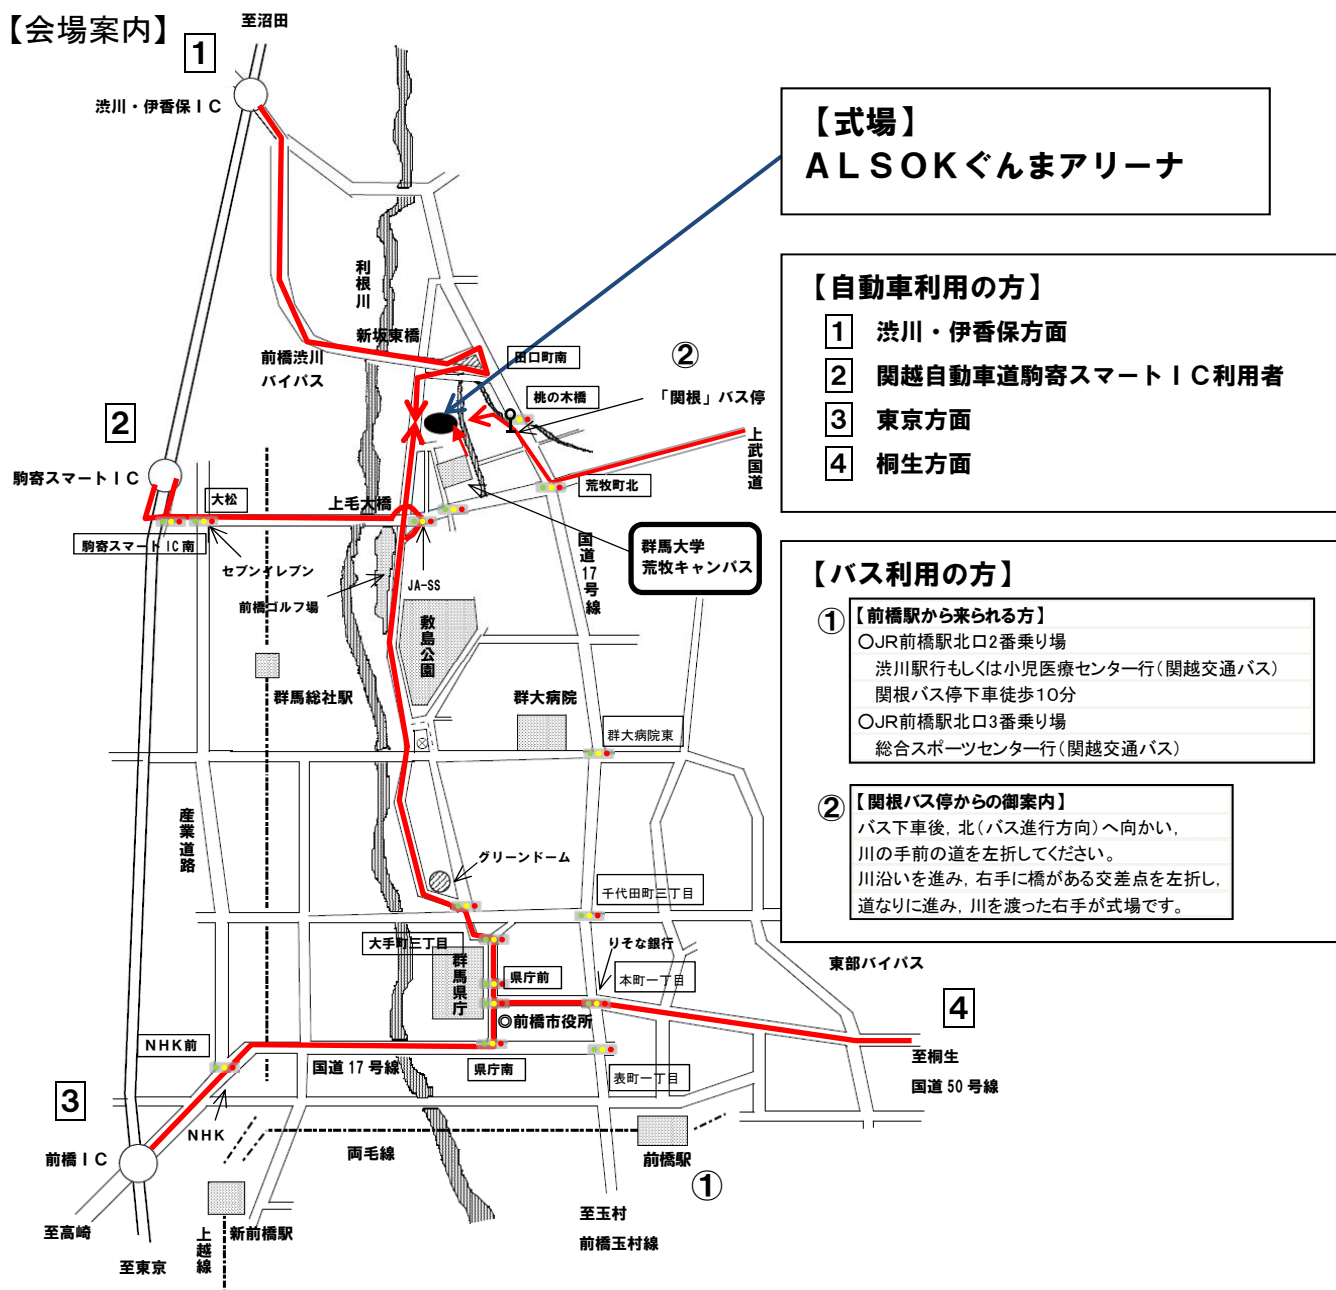 【会場案内】
至沼田
1
渋川・伊香保IC
【式場】
ALSOKぐんまアリーナ
利根川
新坂東橋
前橋渋川
バイパス
田口町南
②
桃の木橋
「関根」バス停
上武国道
【自動車利用の方】
1 渋川・伊香保方面
2 関越自動車道駒寄スマートIC利用者
3 東京方面
4 桐生方面
2
駒寄スマートIC
大松
上毛大橋
荒牧町北
駒寄スマートIC南
セブンイレブン
前橋ゴルフ場
JA-SS
国道17号線
群馬大学
荒牧キャンパス
敷島公園
群馬総社駅
群大病院
群大病院東
【バス利用の方】
①
【前橋駅から来られる方】
○JR前橋駅北口2番乗り場
渋川駅行もしくは小児医療センター行(関越交通バス)
関根バス停下車徒歩10分
○JR前橋駅北口3番乗り場
総合スポーツセンター行(関越交通バス)
②
【関根バス停からの御案内】
バス下車後,北(バス進行方向)へ向かい,
川の手前の道を左折してください。
川沿いを進み,右手に橋がある交差点を左折し,
道なりに進み,川を渡った右手が式場です。
産業道路
グリーンドーム
千代田町三丁目
大手町三丁目
りそな銀行
群馬県庁
県庁前
本町一丁目
東部バイパス
4
◎前橋市役所
NHK前
国道17号線
県庁南
表町一丁目
至桐生
国道50号線
3
NHK
前橋IC
両毛線
前橋駅
①
至高崎
至東京
上越線
新前橋駅
至玉村
前橋玉村線